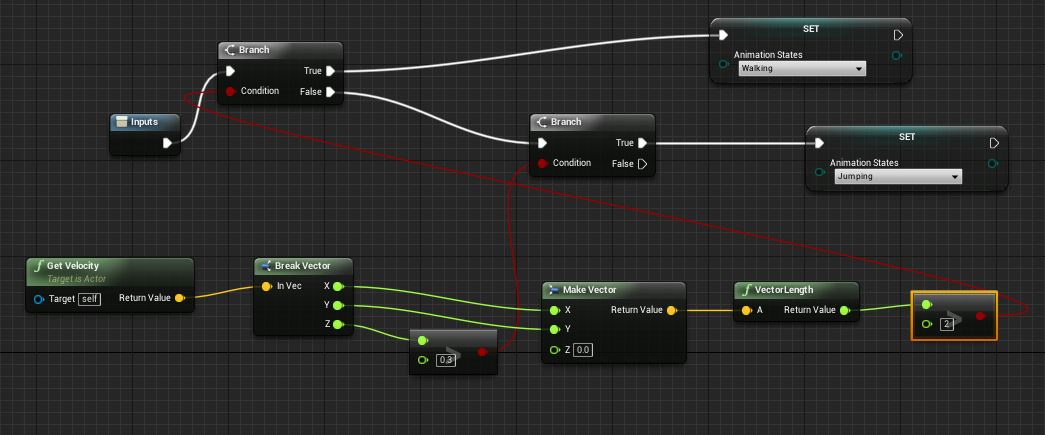 SET
Animation States
Walking
Branch
True
Condition
False
Inputs
Branch
True
Condition
False
SET
Animation States
Jumping
f Get Velocity
Target is Actor
Target self
Return Value
Break Vector
In Vec
X
Y
Z
>
0.3
Make Vector
X
Return Value
Y
Z 0.0
f VectorLength
A
Return Value
>
2